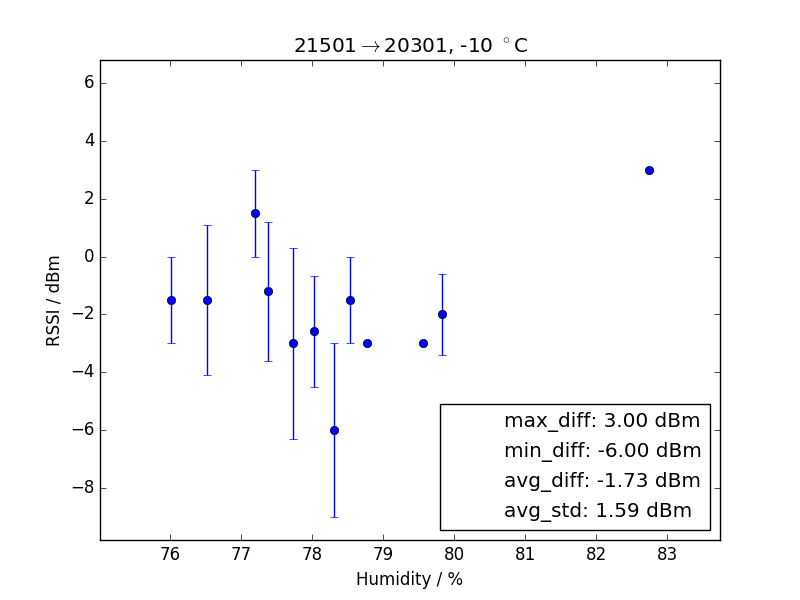 21501→20301, -10 °C
6
4
2
0
−2
−4
−6
−8
RSSI / dBm
max_diff: 3.00 dBm
min_diff: -6.00 dBm
avg_diff: -1.73 dBm
avg_std: 1.59 dBm
76 77 78 79 80 81 82 83
Humidity / %